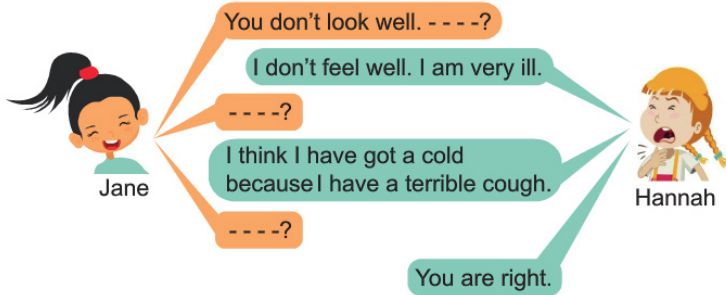 You don't look well. - - - -?
I don't feel well. I am very ill.
- - - -?
I think I have got a cold
because I have a terrible cough.
- - - -?
You are right.
Jane
Hannah